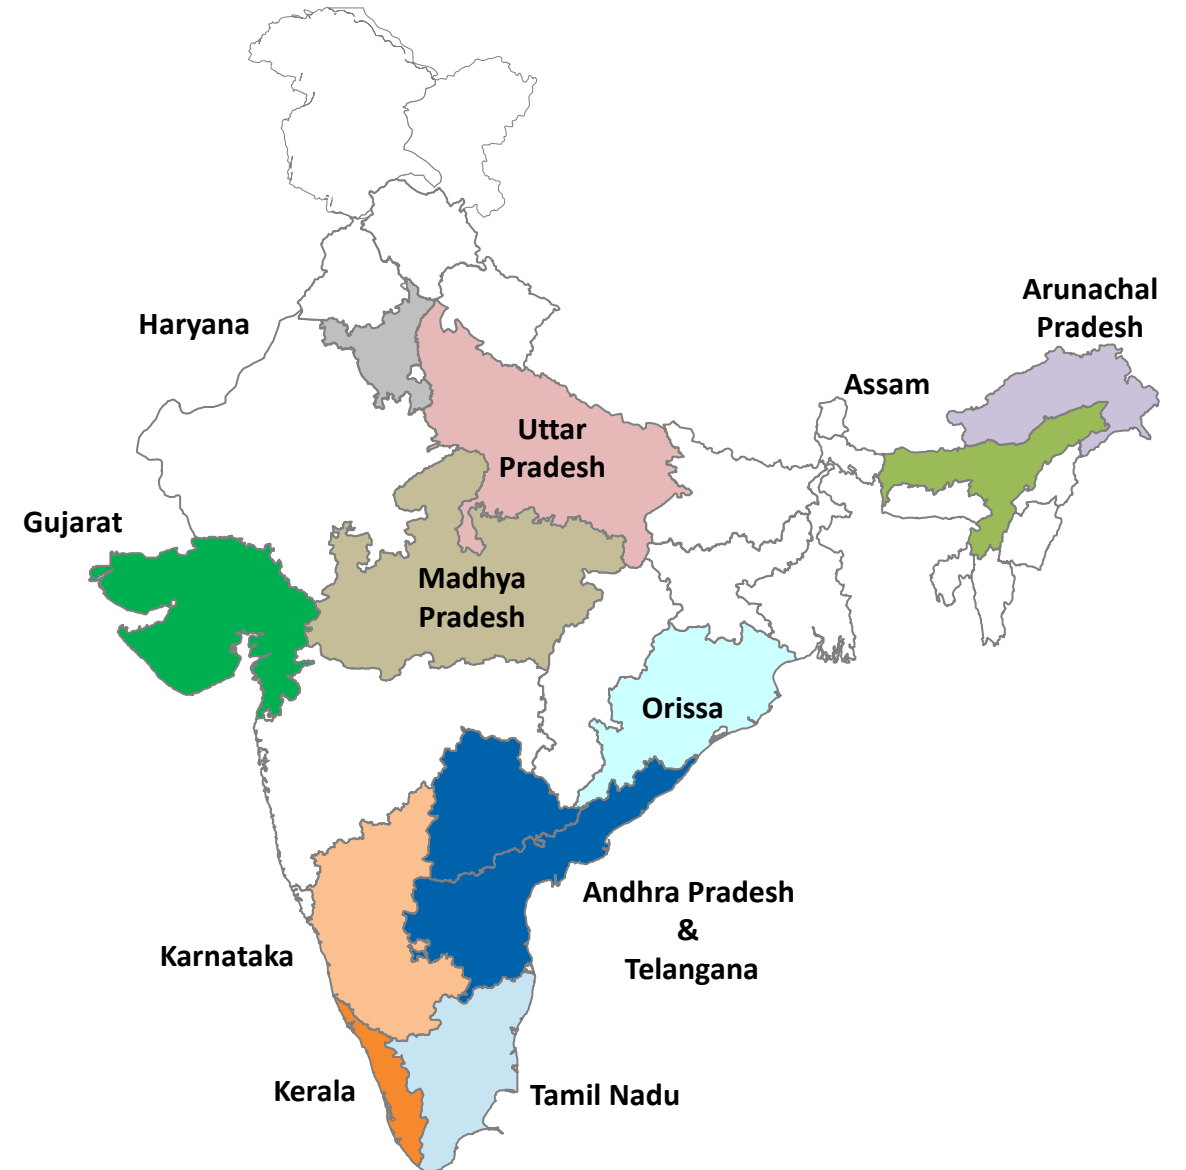 Arunachal
Pradesh
Haryana
Assam
Uttar
Pradesh
Gujarat
Madhya
Pradesh
Orissa
Andhra Pradesh
&
Telangana
Karnataka
Kerala
Tamil Nadu